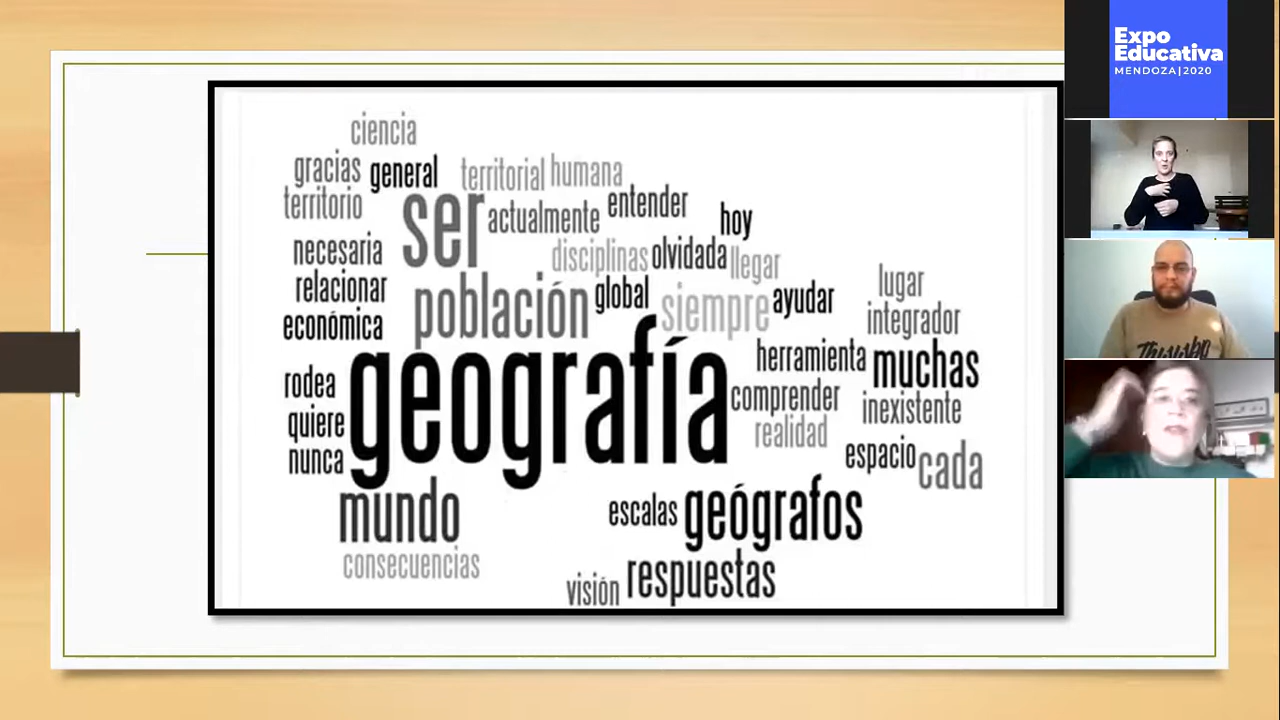 ciencia
gracias general territorial humana
territorio ser actualmente entender hoy
necesaria disciplinas olvidada llegar
relacionar población global siempre ayudar lugar
económica integrador
geografía herramienta muchas
rodea comprender inexistente
quiere realidad
nunca espacio cada
mundo escalas geógrafos
consecuencias visión respuestas
Expo
Educativa
MENDOZA|2020